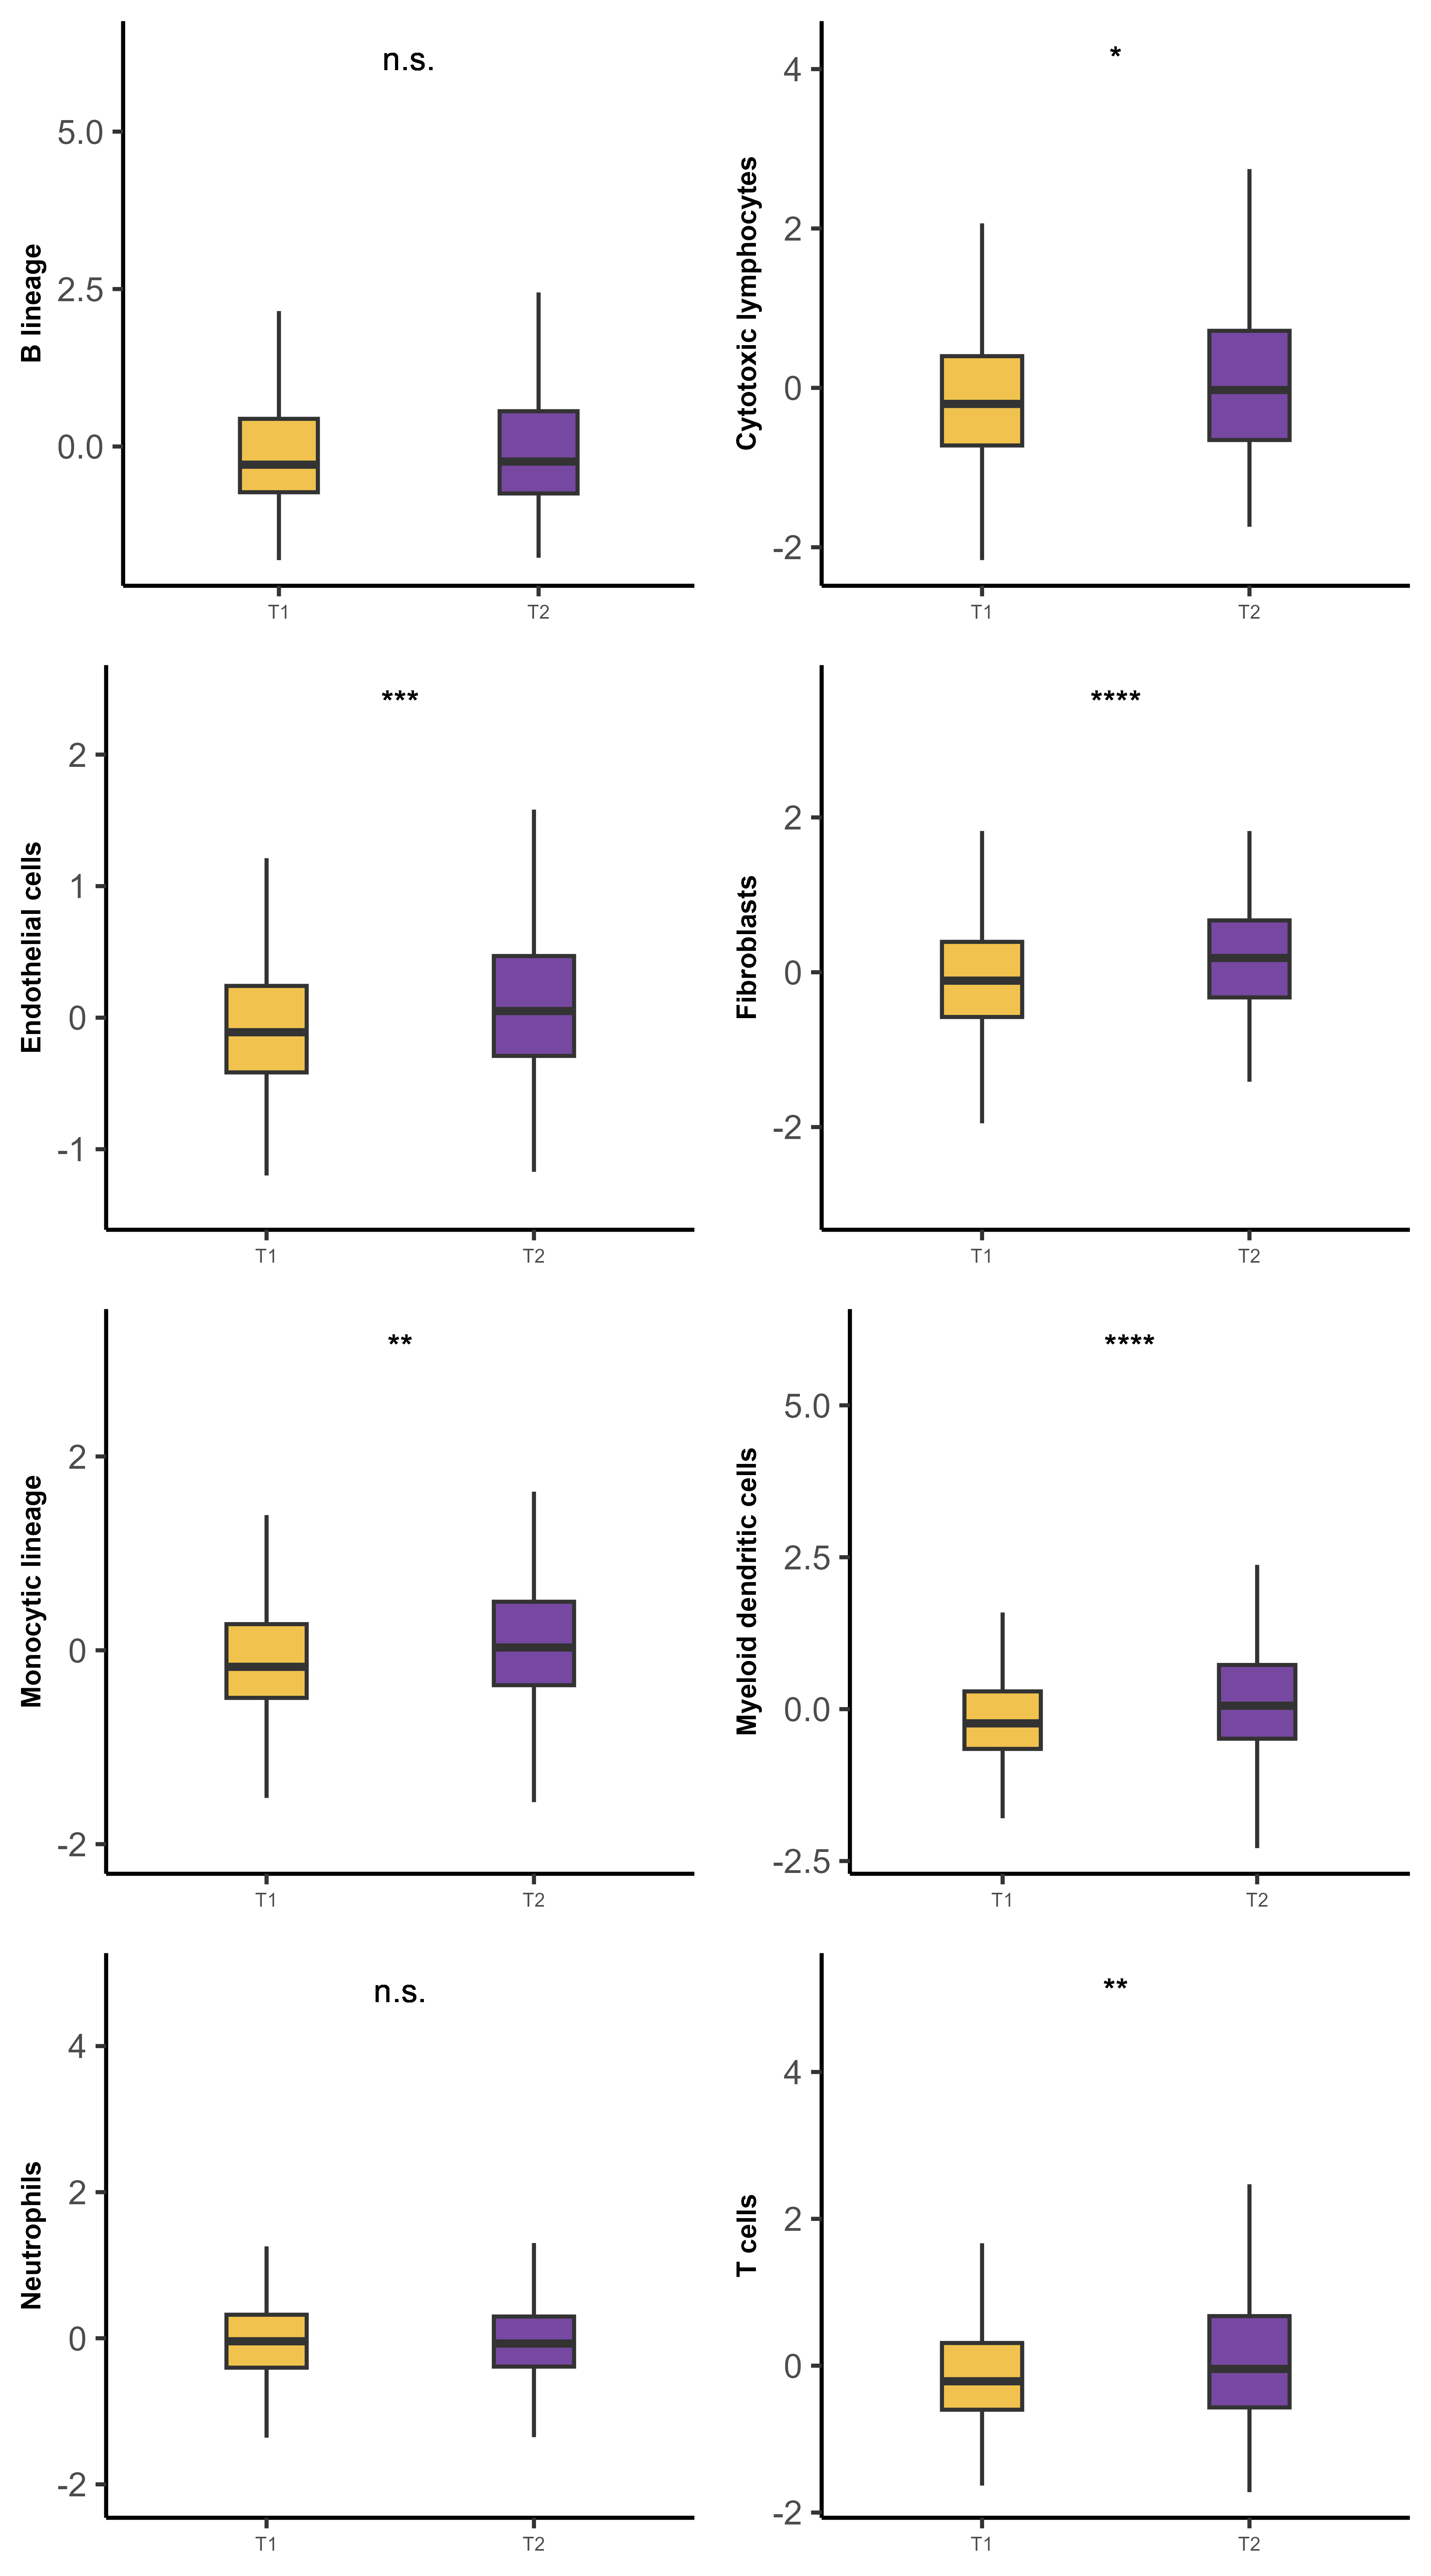 n.s.
B lineage
5.0
2.5
0.0
T1
T2
*
Cytotoxic lymphocytes
4
2
0
-2
T1
T2
***
Endothelial cells
2
1
0
-1
T1
T2
****
Fibroblasts
2
0
-2
T1
T2
**
Monocytic lineage
2
0
-2
T1
T2
****
Myeloid dendritic cells
5.0
2.5
0.0
-2.5
T1
T2
n.s.
Neutrophils
4
2
0
-2
T1
T2
**
T cells
4
2
0
-2
T1
T2